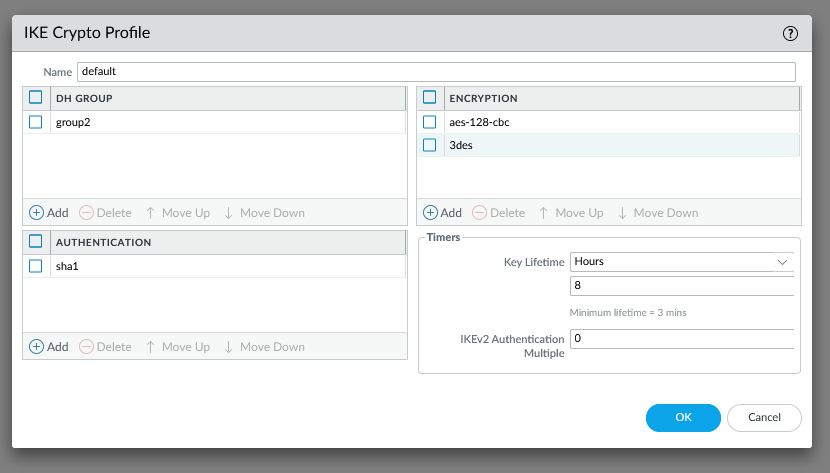 IKE Crypto Profile
Name default
DH GROUP
group2
Add Delete Move Up Move Down
ENCRYPTION
aes-128-cbc
3des
Add Delete Move Up Move Down
AUTHENTICATION
sha1
Add Delete Move Up Move Down
Timers
Key Lifetime Hours
8
Minimum lifetime = 3 mins
IKEv2 Authentication Multiple 0
OK Cancel